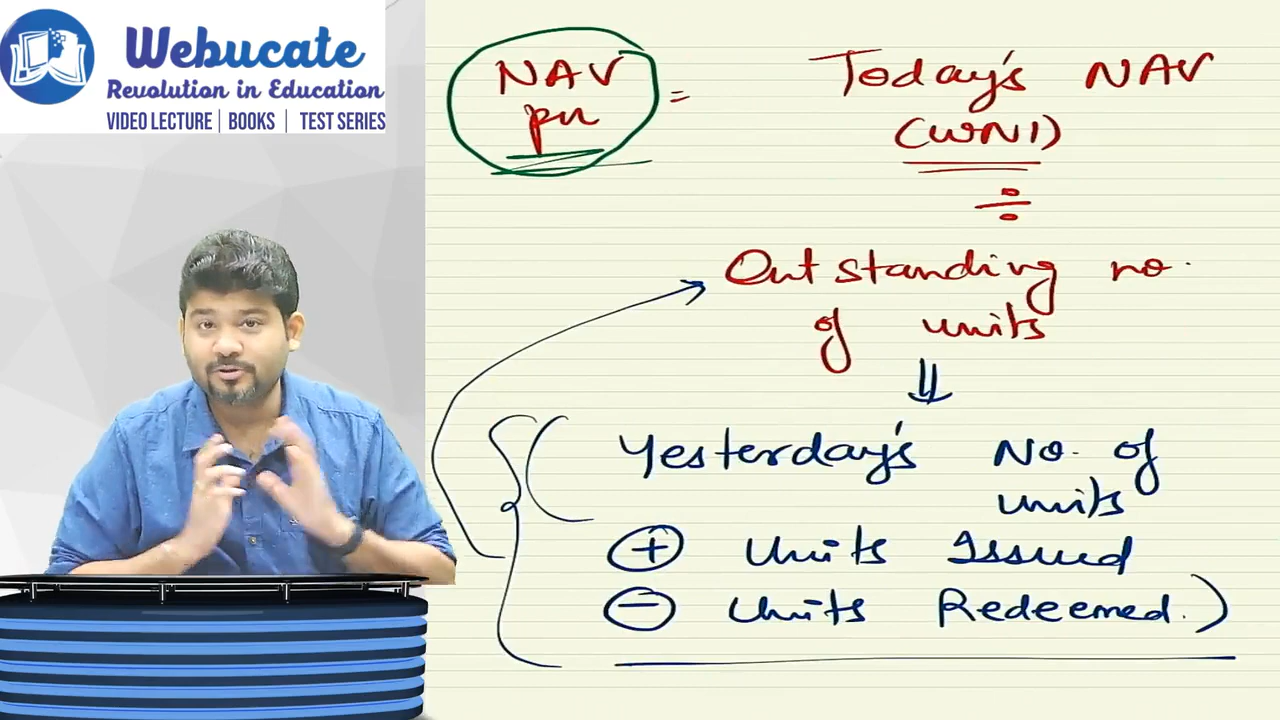 Webucate
Revolution in Education
VIDEO LECTURE | BOOKS | TEST SERIES
NAV = Today's NAV
pu (WN1)
÷
Outstanding no.
of units
⇓
Yesterday's No. of
units
+ Units Issued
− Units Redeemed.)